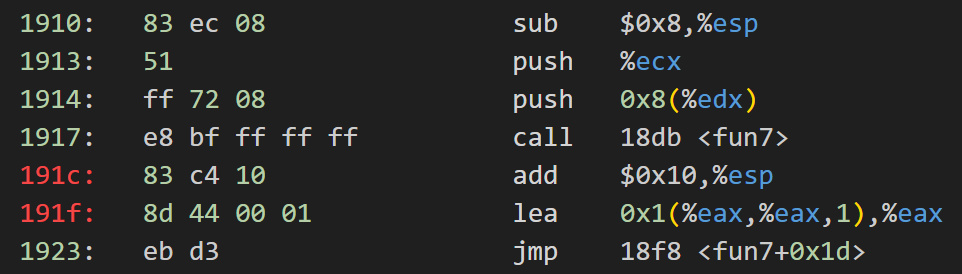 1910: 83 ec 08 sub $0x8,%esp
1913: 51 push %ecx
1914: ff 72 08 push 0x8(%edx)
1917: e8 bf ff ff ff call 18db <fun7>
191c: 83 c4 10 add $0x10,%esp
191f: 8d 44 00 01 lea 0x1(%eax,%eax,1),%eax
1923: eb d3 jmp 18f8 <fun7+0x1d>